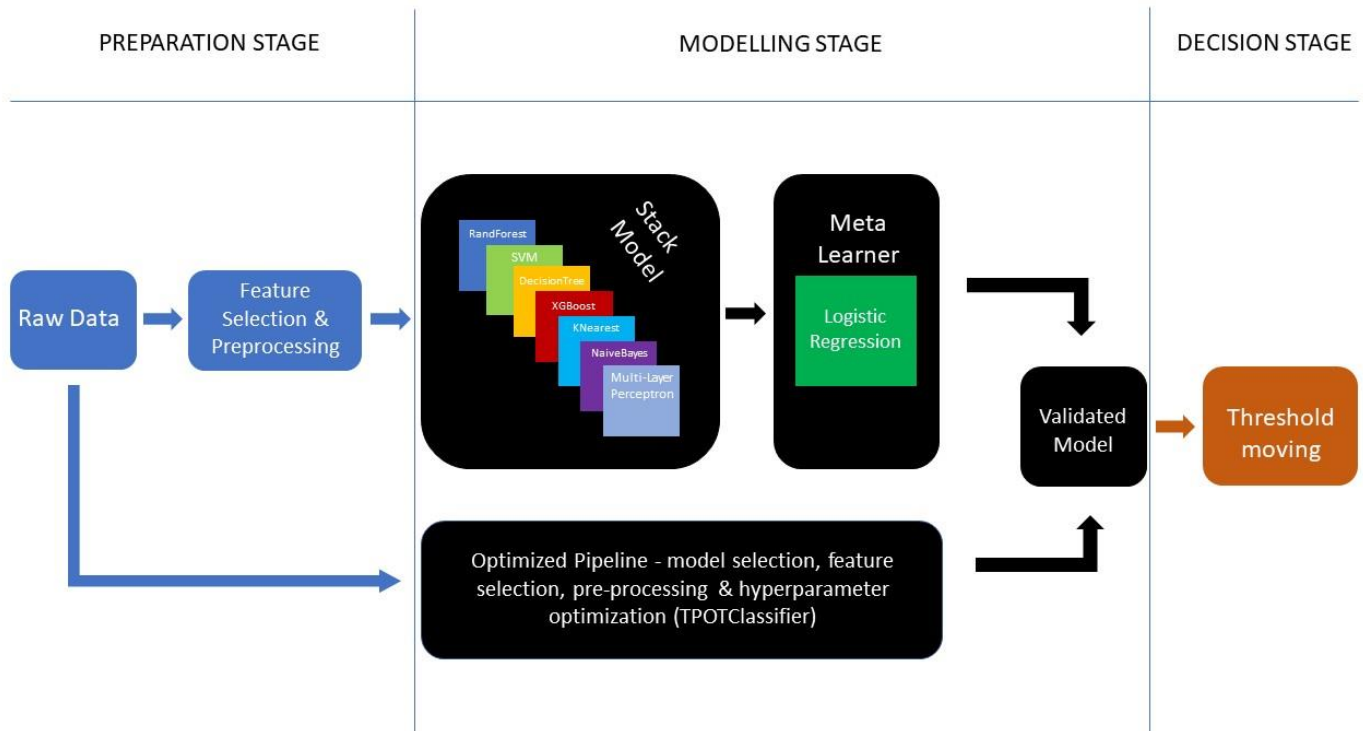 PREPARATION STAGE
MODELLING STAGE
DECISION STAGE
Raw Data
Feature
Selection &
Preprocessing
Stack
Model
RandForest
SVM
DecisionTree
XGBoost
KNearest
NaiveBayes
Multi-Layer
Perceptron
Meta
Learner
Logistic
Regression
Validated
Model
Threshold
moving
Optimized Pipeline - model selection, feature
selection, pre-processing & hyperparameter
optimization (TPOTClassifier)